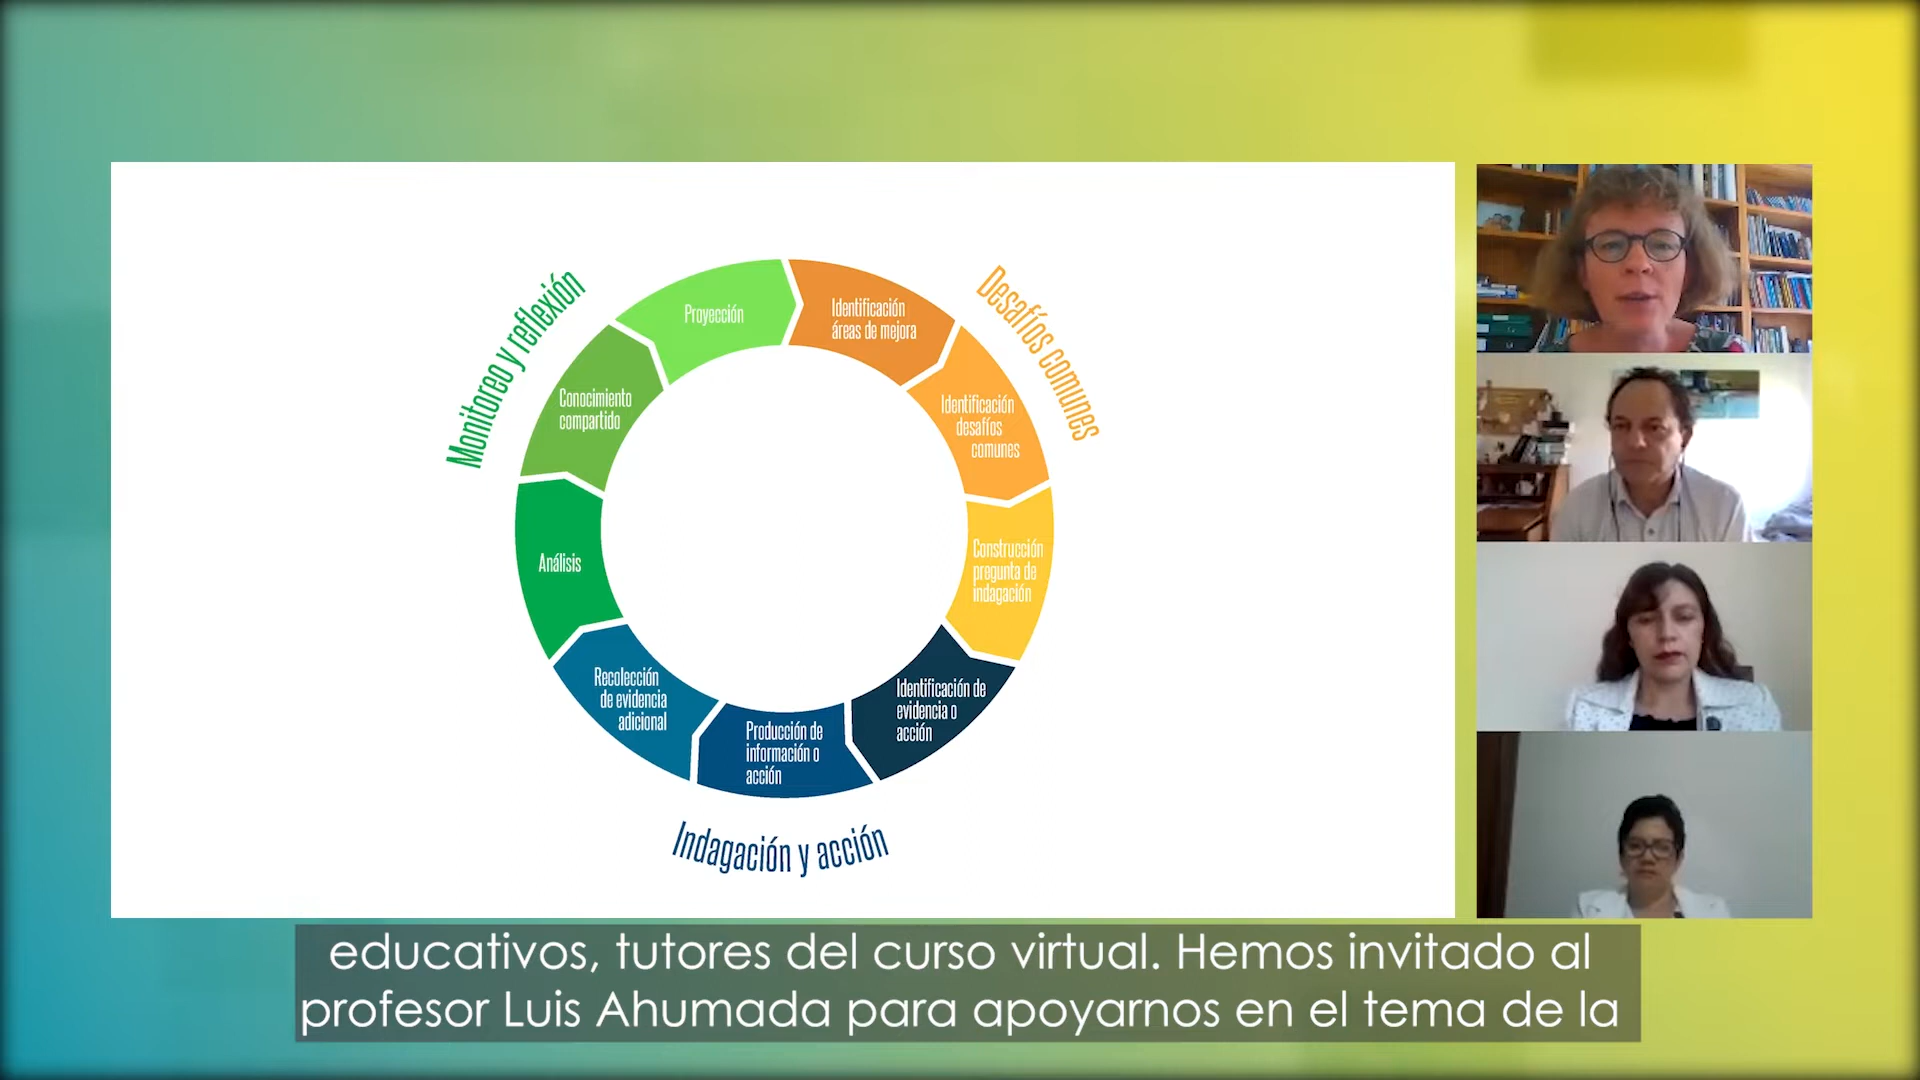 Monitoreo y reflexión
Desafíos comunes
Indagación y acción
Proyección
Identificación
áreas de mejora
Identificación
desafíos
comunes
Construcción
pregunta de
indagación
Identificación de
evidencia o
acción
Producción de
información o
acción
Recolección
de evidencia
adicional
Análisis
Conocimiento
compartido
educativos, tutores del curso virtual. Hemos invitado al
profesor Luis Ahumada para apoyarnos en el tema de la